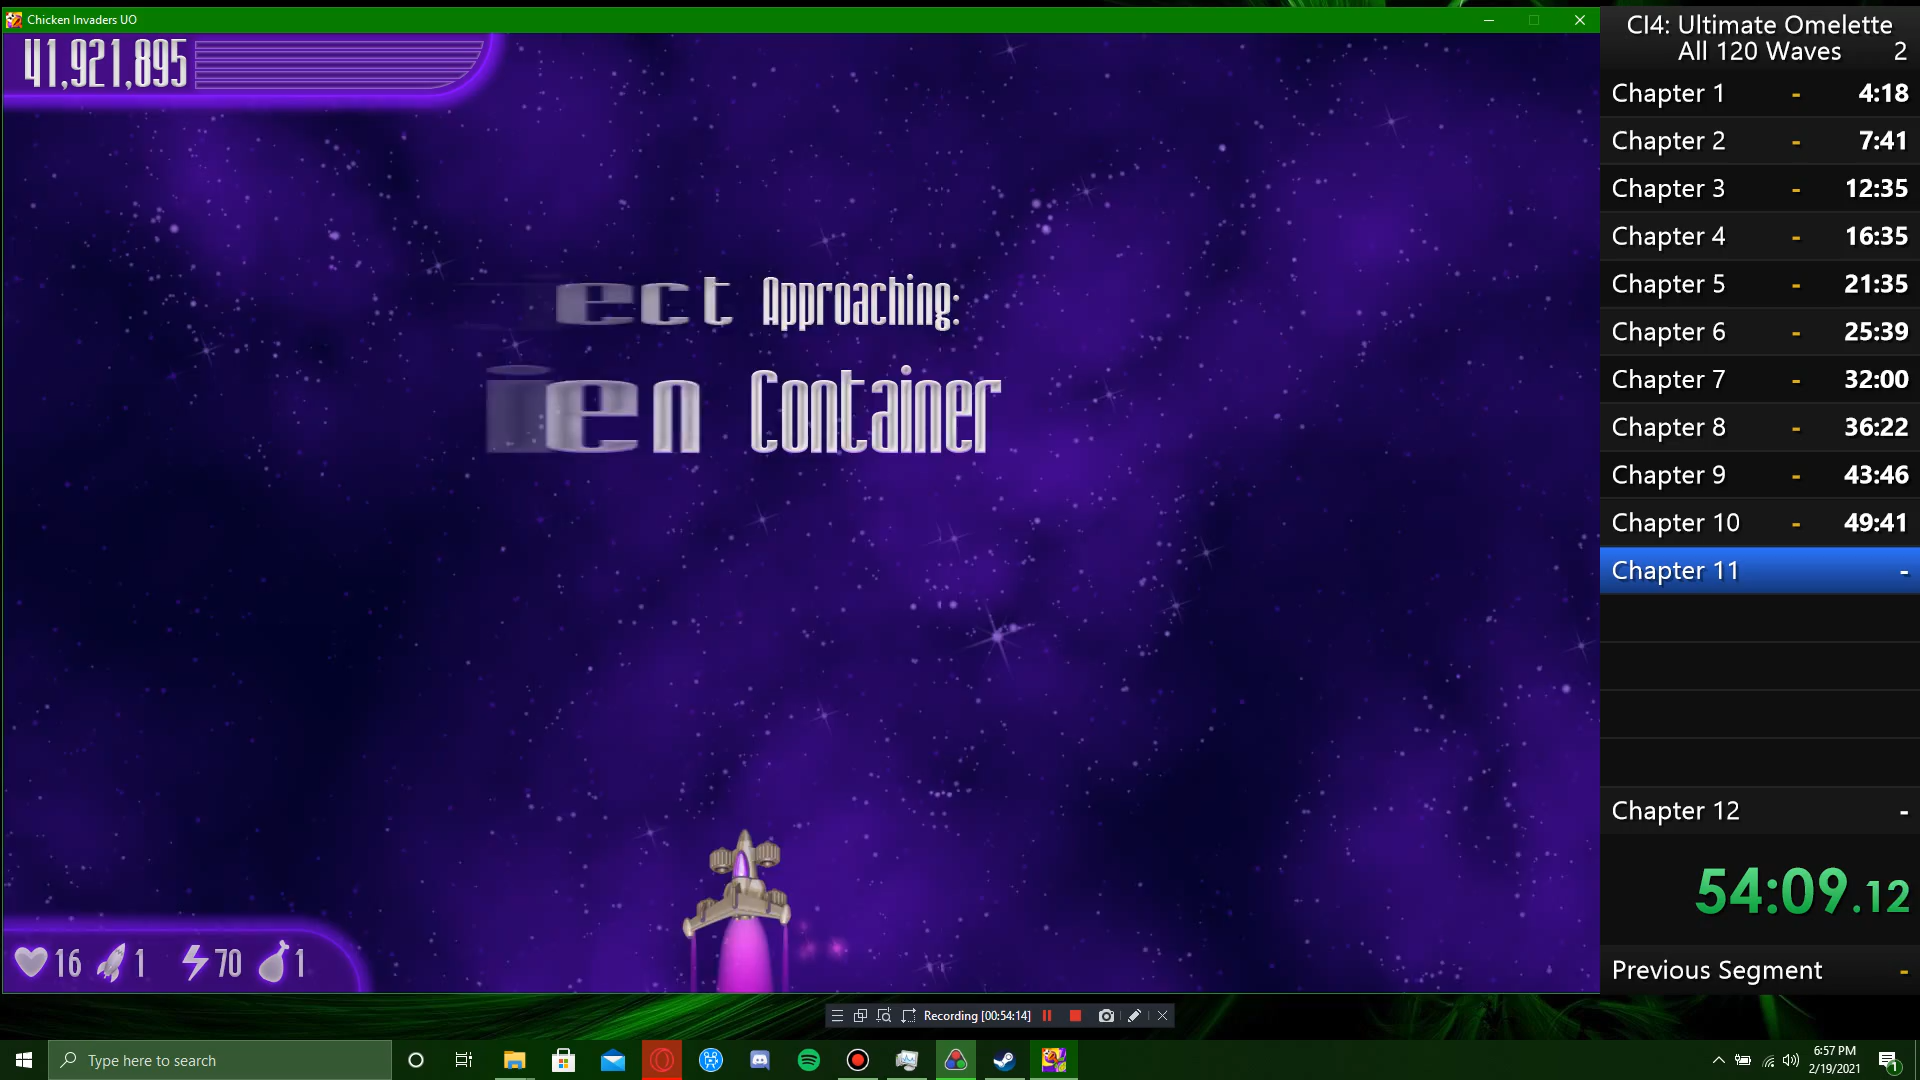 Chicken Invaders UO
41,921,895
ect Approaching:
ien Container
16 1 70 1
CI4: Ultimate Omelette
All 120 Waves 2
Chapter 1 - 4:18
Chapter 2 - 7:41
Chapter 3 - 12:35
Chapter 4 - 16:35
Chapter 5 - 21:35
Chapter 6 - 25:39
Chapter 7 - 32:00
Chapter 8 - 36:22
Chapter 9 - 43:46
Chapter 10 - 49:41
Chapter 11 -
Chapter 12 -
54:09.12
Previous Segment -
Recording [00:54:14]
Type here to search
6:57 PM
2/19/2021
1